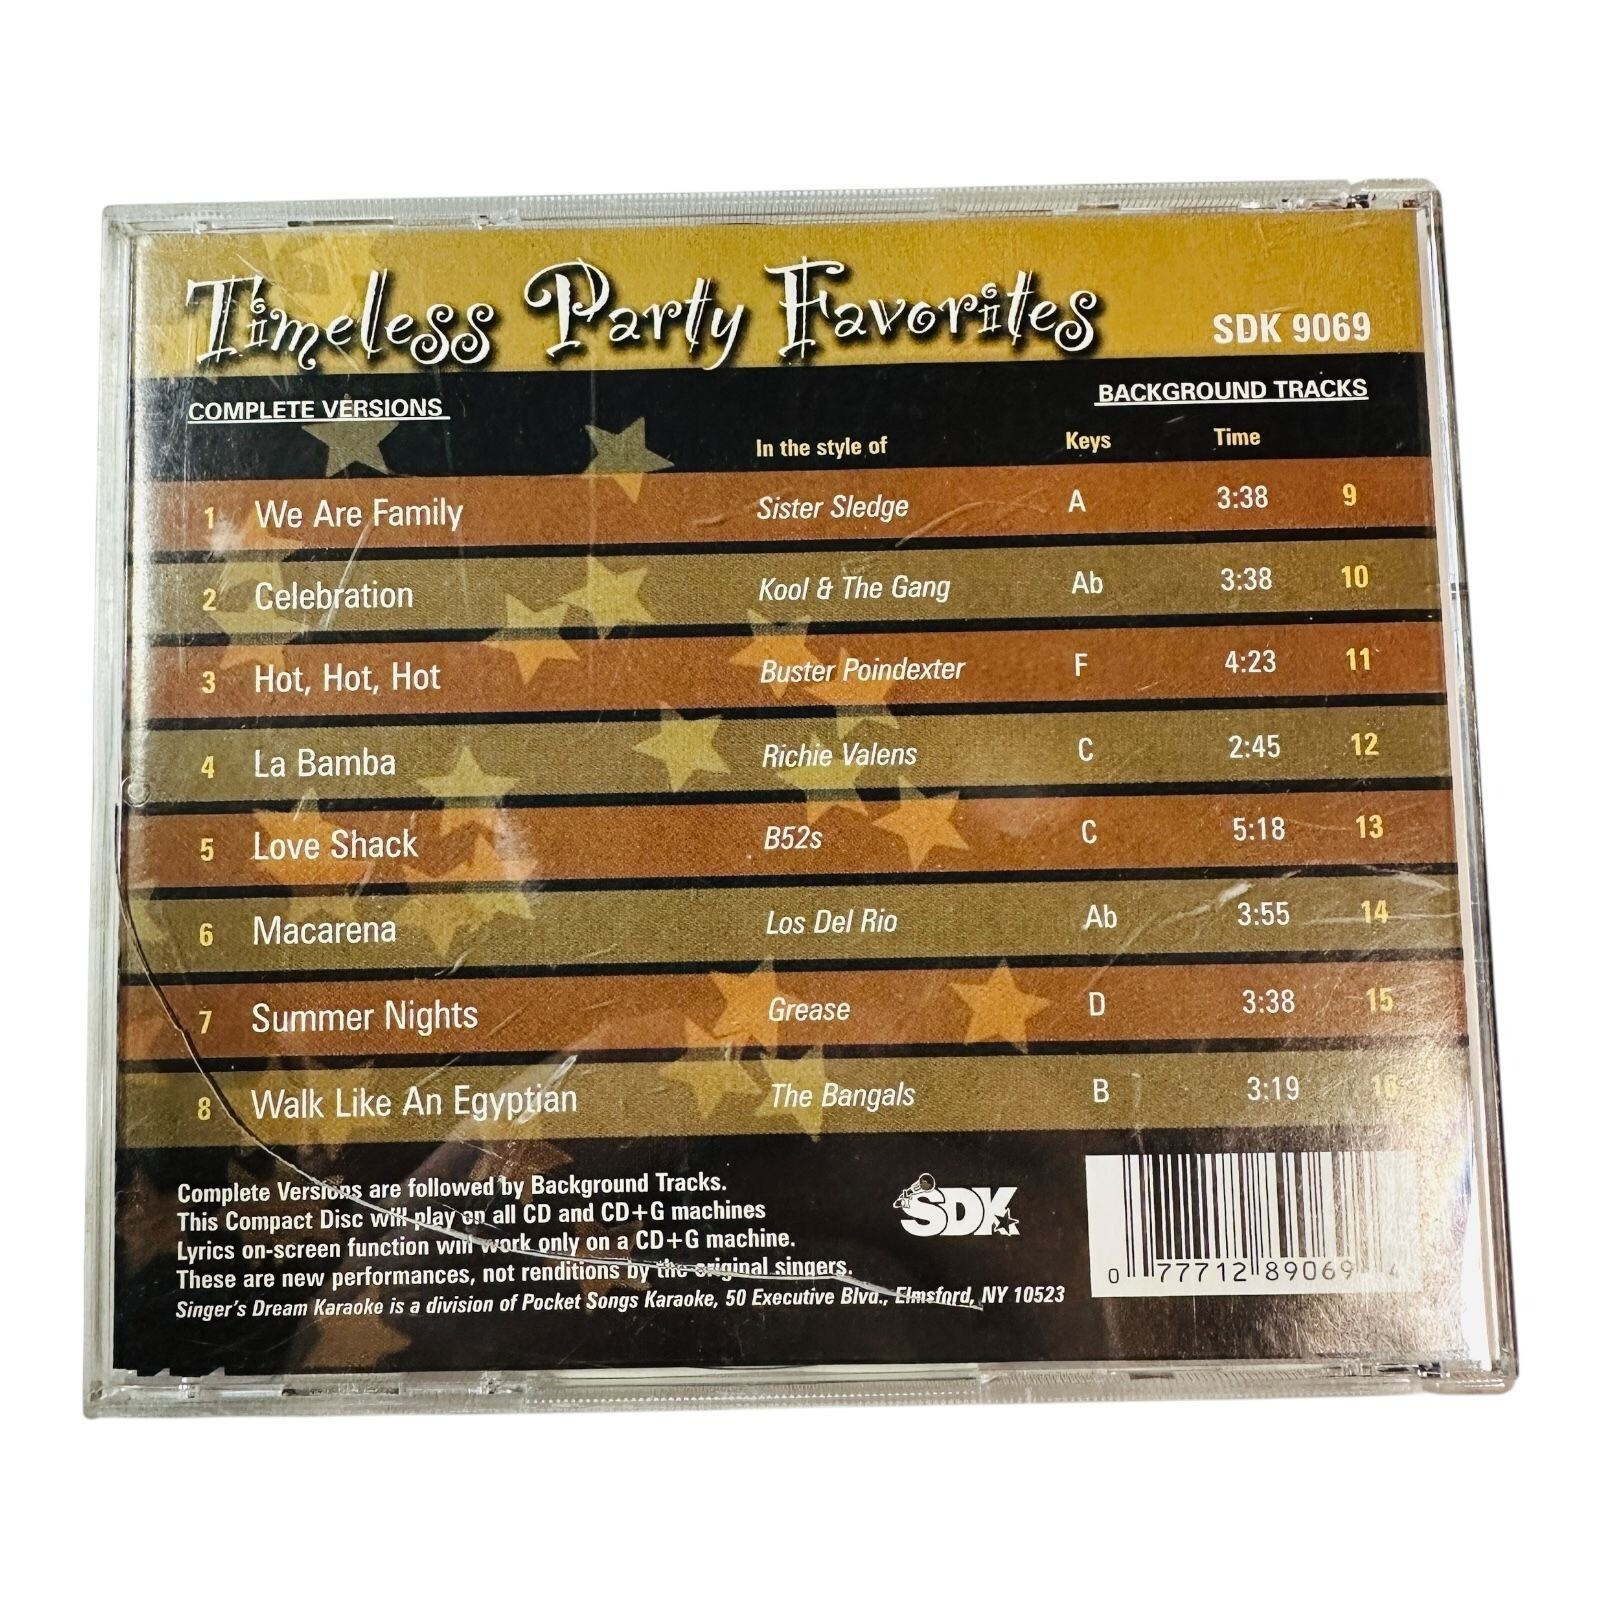 Timeless Party Favorites SDK 9069
COMPLETE VERSIONS BACKGROUND TRACKS
In the style of Keys Time
1 We Are Family Sister Sledge A 3:38 9
2 Celebration Kool & The Gang Ab 3:38 10
3 Hot, Hot, Hot Buster Poindexter F 4:23 11
4 La Bamba Richie Valens C 2:45 12
5 Love Shack B52s C 5:18 13
6 Macarena Los Del Rio Ab 3:55 14
7 Summer Nights Grease D 3:38 15
8 Walk Like An Egyptian The Bangals B 3:19 16
Complete Versions are followed by Background Tracks.
This Compact Disc will play on all CD and CD+G machines
Lyrics on-screen function will work only on a CD+G machine.
These are new performances, not renditions by the original singers.
Singer's Dream Karaoke is a division of Pocket Songs Karaoke, 50 Executive Blvd., Elmsford, NY 10523
SDK
0 77712 89069 4